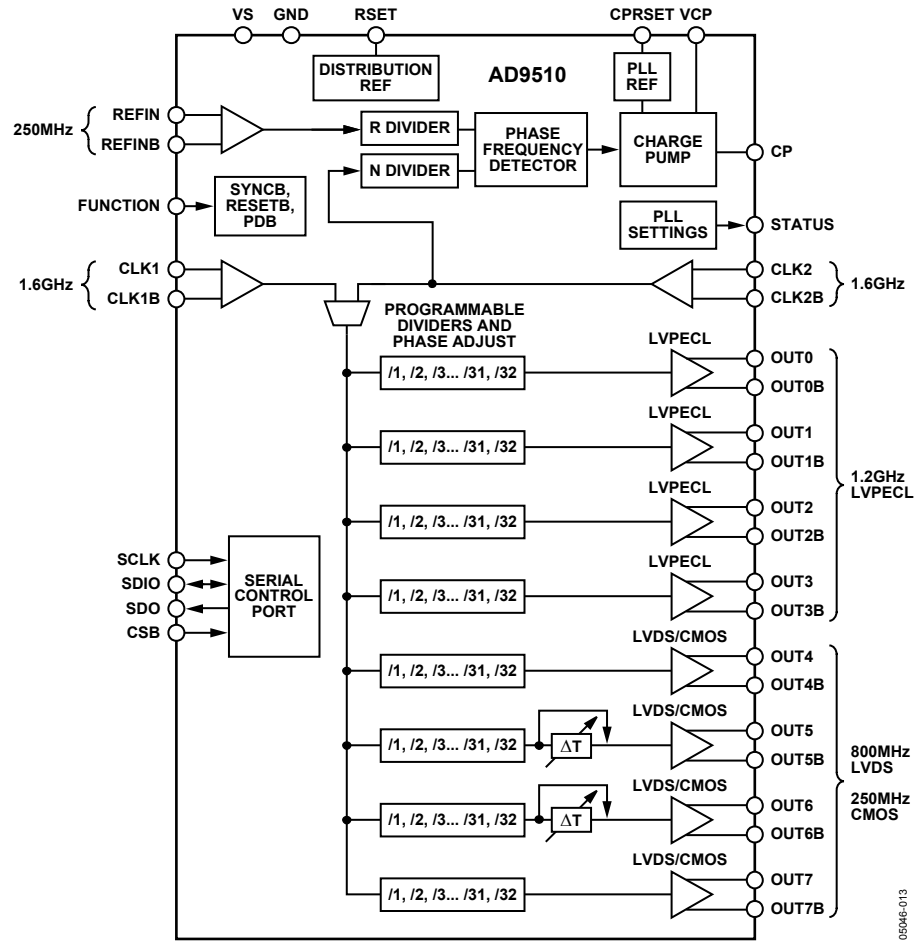 VS GND RSET CPRSET VCP
DISTRIBUTION
REF
AD9510
PLL
REF
REFIN
REFINB
250MHz
R DIVIDER
N DIVIDER
PHASE
FREQUENCY
DETECTOR
CHARGE
PUMP
CP
FUNCTION
SYNCB,
RESETB,
PDB
PLL
SETTINGS
STATUS
CLK1
CLK1B
1.6GHz
CLK2
CLK2B
1.6GHz
PROGRAMMABLE
DIVIDERS AND
PHASE ADJUST
LVPECL
/1, /2, /3... /31, /32
OUT0
OUT0B
LVPECL
/1, /2, /3... /31, /32
OUT1
OUT1B
1.2GHz
LVPECL
LVPECL
/1, /2, /3... /31, /32
OUT2
OUT2B
LVPECL
/1, /2, /3... /31, /32
OUT3
OUT3B
SCLK
SDIO
SDO
CSB
SERIAL
CONTROL
PORT
LVDS/CMOS
/1, /2, /3... /31, /32
OUT4
OUT4B
LVDS/CMOS
/1, /2, /3... /31, /32
ΔT
OUT5
OUT5B
800MHz
LVDS
250MHz
CMOS
LVDS/CMOS
/1, /2, /3... /31, /32
ΔT
OUT6
OUT6B
LVDS/CMOS
/1, /2, /3... /31, /32
OUT7
OUT7B
05046-013